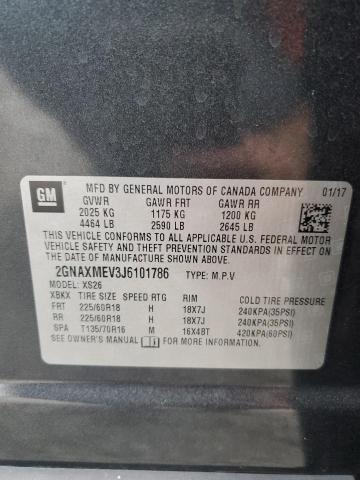 GM
MFD BY GENERAL MOTORS OF CANADA COMPANY 01/17
GVWR GAWR FRT GAWR RR
2025 KG 1175 KG 1200 KG
4464 LB 2590 LB 2645 LB
THIS VEHICLE CONFORMS TO ALL APPLICABLE U.S. FEDERAL
MOTOR VEHICLE SAFETY, BUMPER, AND
THEFT PREVENTION STANDARDS IN EFFECT ON
THE DATE OF MANUFACTURE SHOWN ABOVE.
2GNAXMEV3J6101786 TYPE: M.P.V
MODEL: XS26
XBKX TIRE SIZE SPEED RTG RIM COLD TIRE PRESSURE
FRT 225/60R18 H 18X7J 240KPA(35PSI)
RR 225/60R18 H 18X7J 240KPA(35PSI)
SPA T135/70R16 M 16X4BT 420KPA(60PSI)
SEE OWNER'S MANUAL FOR MORE INFORMATION.